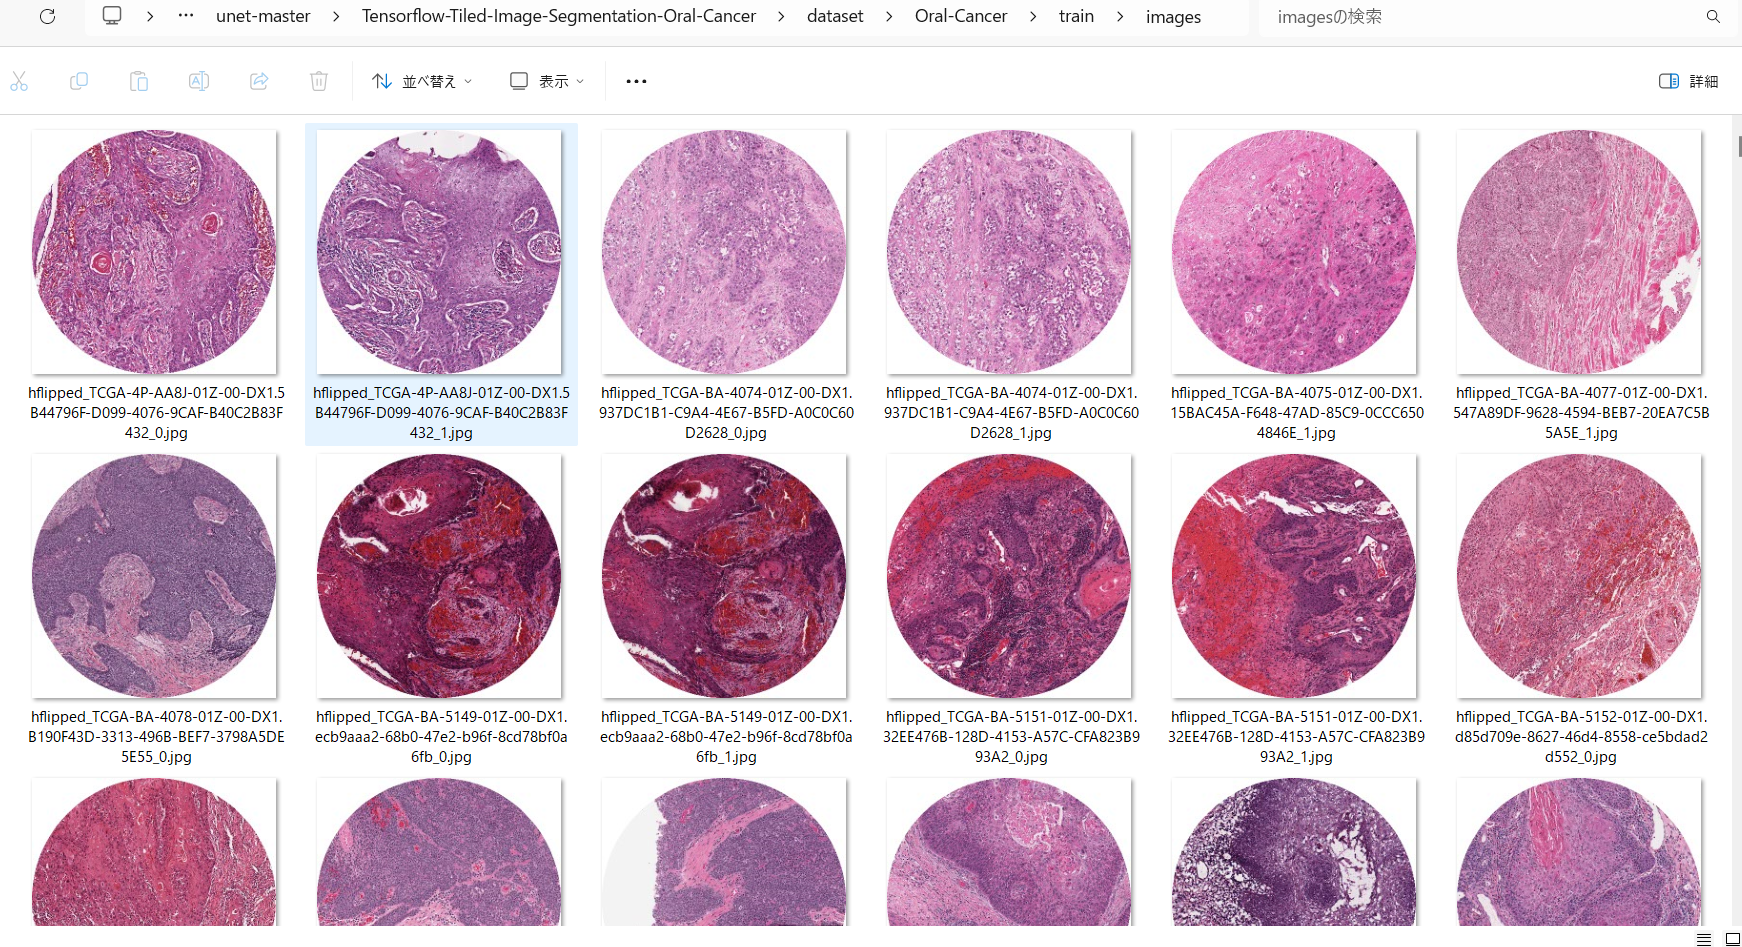 unet-master > Tensorflow-Tiled-Image-Segmentation-Oral-Cancer > dataset > Oral-Cancer > train > images
imagesの検索
並べ替え
表示
詳細
hflipped_TCGA-4P-AA8J-01Z-00-DX1.5
B44796F-D099-4076-9CAF-B40C2B83F
432_0.jpg
hflipped_TCGA-4P-AA8J-01Z-00-DX1.5
B44796F-D099-4076-9CAF-B40C2B83F
432_1.jpg
hflipped_TCGA-BA-4074-01Z-00-DX1.
937DC1B1-C9A4-4E67-B5FD-A0C0C60
D2628_0.jpg
hflipped_TCGA-BA-4074-01Z-00-DX1.
937DC1B1-C9A4-4E67-B5FD-A0C0C60
D2628_1.jpg
hflipped_TCGA-BA-4075-01Z-00-DX1.
15BAC45A-F648-47AD-85C9-0CCC650
4846E_1.jpg
hflipped_TCGA-BA-4077-01Z-00-DX1.
547A89DF-9628-4594-BEB7-20EA7C5B
5A5E_1.jpg
hflipped_TCGA-BA-4078-01Z-00-DX1.
B190F43D-3313-496B-BEF7-3798A5DE
5E55_0.jpg
hflipped_TCGA-BA-5149-01Z-00-DX1.
ecb9aaa2-68b0-47e2-b96f-8cd78bf0a
6fb_0.jpg
hflipped_TCGA-BA-5149-01Z-00-DX1.
ecb9aaa2-68b0-47e2-b96f-8cd78bf0a
6fb_1.jpg
hflipped_TCGA-BA-5151-01Z-00-DX1.
32EE476B-128D-4153-A57C-CFA823B9
93A2_0.jpg
hflipped_TCGA-BA-5151-01Z-00-DX1.
32EE476B-128D-4153-A57C-CFA823B9
93A2_1.jpg
hflipped_TCGA-BA-5152-01Z-00-DX1.
d85d709e-8627-46d4-8558-ce5bdad2
d552_0.jpg